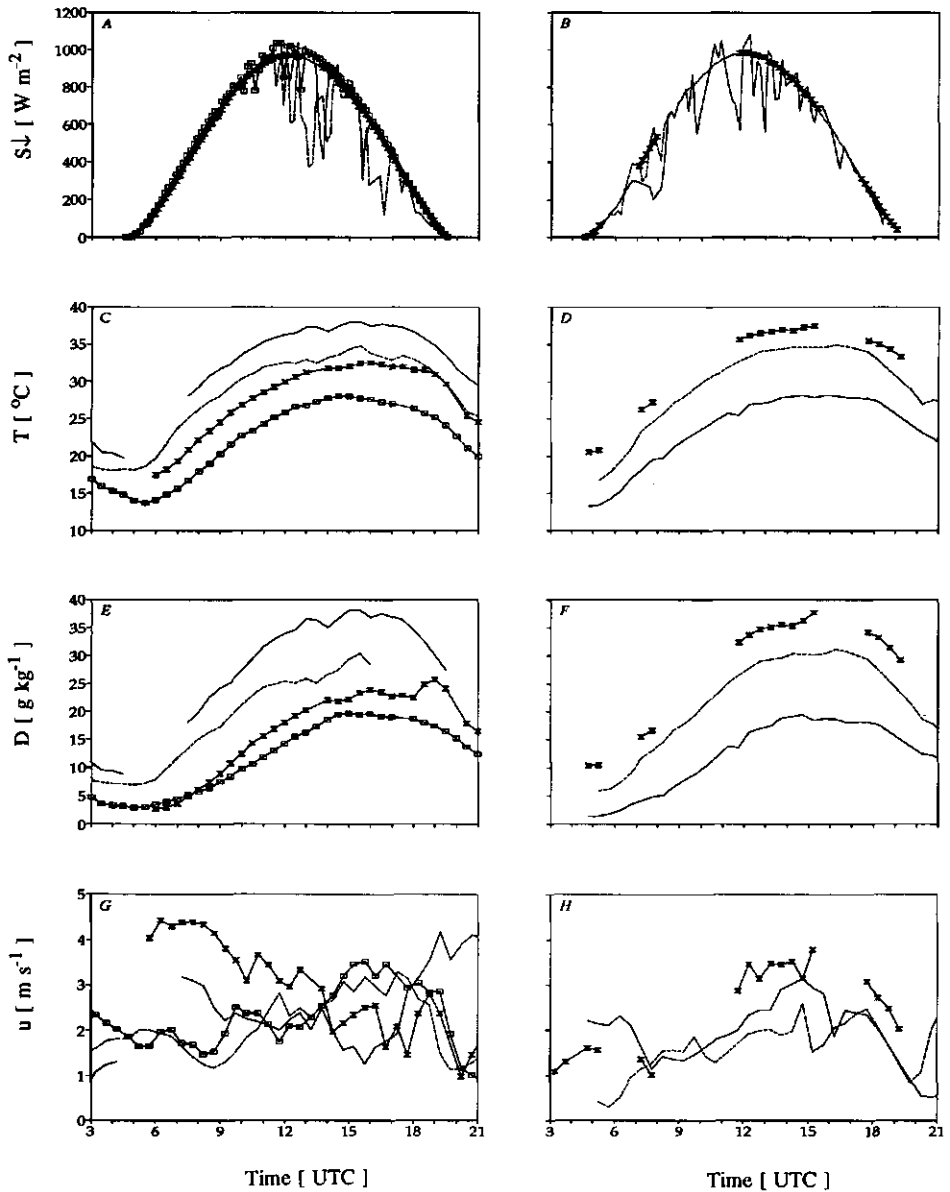 A
B
S↓ [ W m⁻² ]
1200
1000
800
600
400
200
0
C
D
T [ °C ]
40
35
30
25
20
15
10
E
F
D [ g kg⁻¹ ]
40
35
30
25
20
15
10
5
0
G
H
u [ m s⁻¹ ]
5
4
3
2
1
0
3 6 9 12 15 18 21
3 6 9 12 15 18 21
Time [ UTC ]
Time [ UTC ]